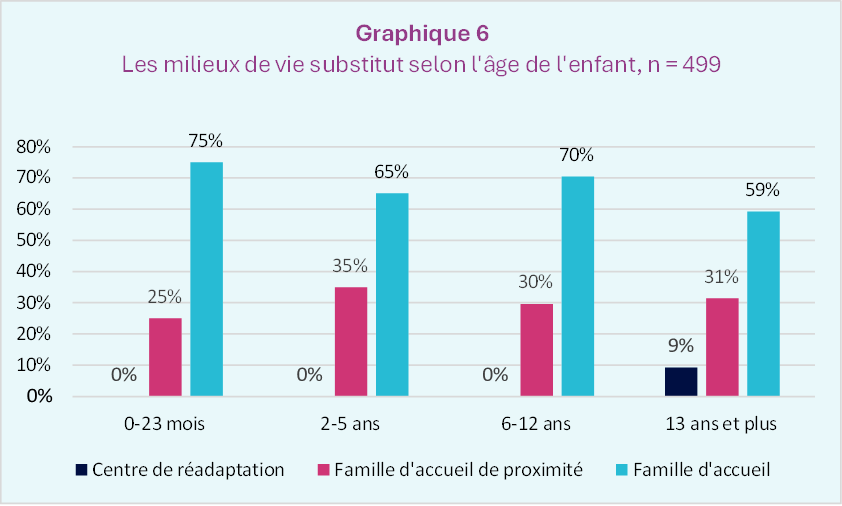 Graphique 6
Les milieux de vie substitut selon l'âge de l'enfant, n = 499
80%
70%
60%
50%
40%
30%
20%
10%
0%
0%
25%
75%
0%
35%
65%
0%
30%
70%
9%
31%
59%
0-23 mois
2-5 ans
6-12 ans
13 ans et plus
Centre de réadaptation
Famille d'accueil de proximité
Famille d'accueil